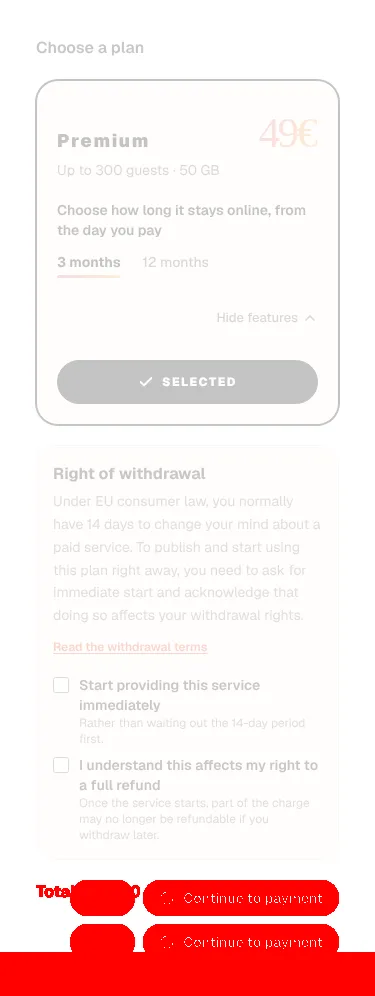 Choose a plan
Premium
49€
Up to 300 guests · 50 GB
Choose how long it stays online, from
the day you pay
3 months 12 months
Hide features
SELECTED
Right of withdrawal
Under EU consumer law, you normally
have 14 days to change your mind about a
paid service. To publish and start using
this plan right away, you need to ask for
immediate start and acknowledge that
doing so affects your withdrawal rights.
Read the withdrawal terms
Start providing this service
immediately
Rather than waiting out the 14-day period
first.
I understand this affects my right to
a full refund
Once the service starts, part of the charge
may no longer be refundable if you
withdraw later.
Total
Continue to payment
Continue to payment